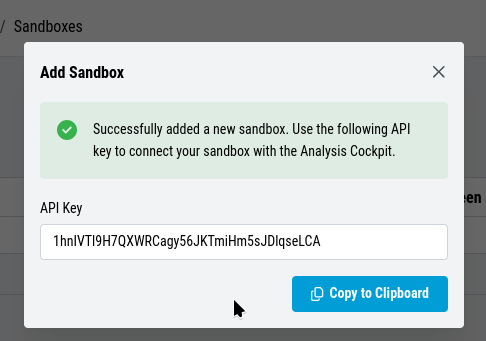 / Sandboxes
Add Sandbox
Successfully added a new sandbox. Use the following API
key to connect your sandbox with the Analysis Cockpit.
een
API Key
1hnIVTI9H7QXWRCagy56JKTmiHm5sJDIqseLCA
Copy to Clipboard